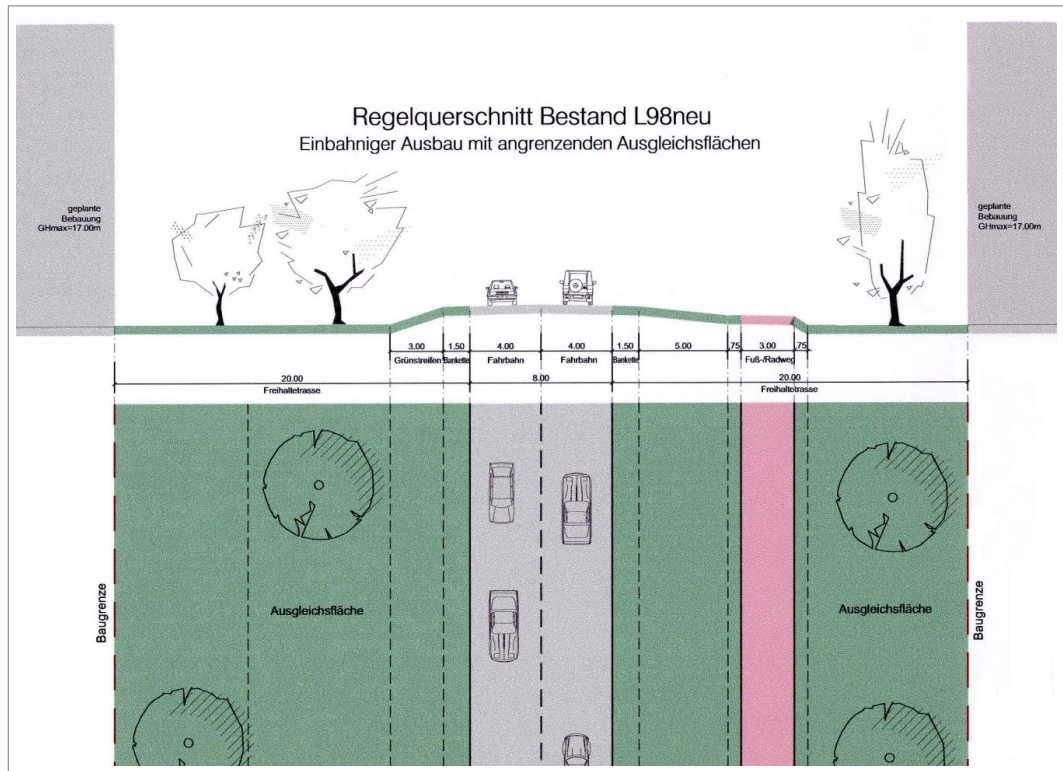 Regelquerschnitt Bestand L98neu
Einbahniger Ausbau mit angrenzenden Ausgleichsflächen
geplante
Bebauung
GHmax=17.00m
geplante
Bebauung
GHmax=17.00m
3.00 1.50 4.00 4.00 1.50 5.00 .75 3.00 .75
Grünstreifen Bankette Fahrbahn Fahrbahn Bankette Fuß-/Radweg
20.00 8.00 20.00
Freihaltetrasse Freihaltetrasse
Baugrenze
Ausgleichsfläche
Ausgleichsfläche
Baugrenze